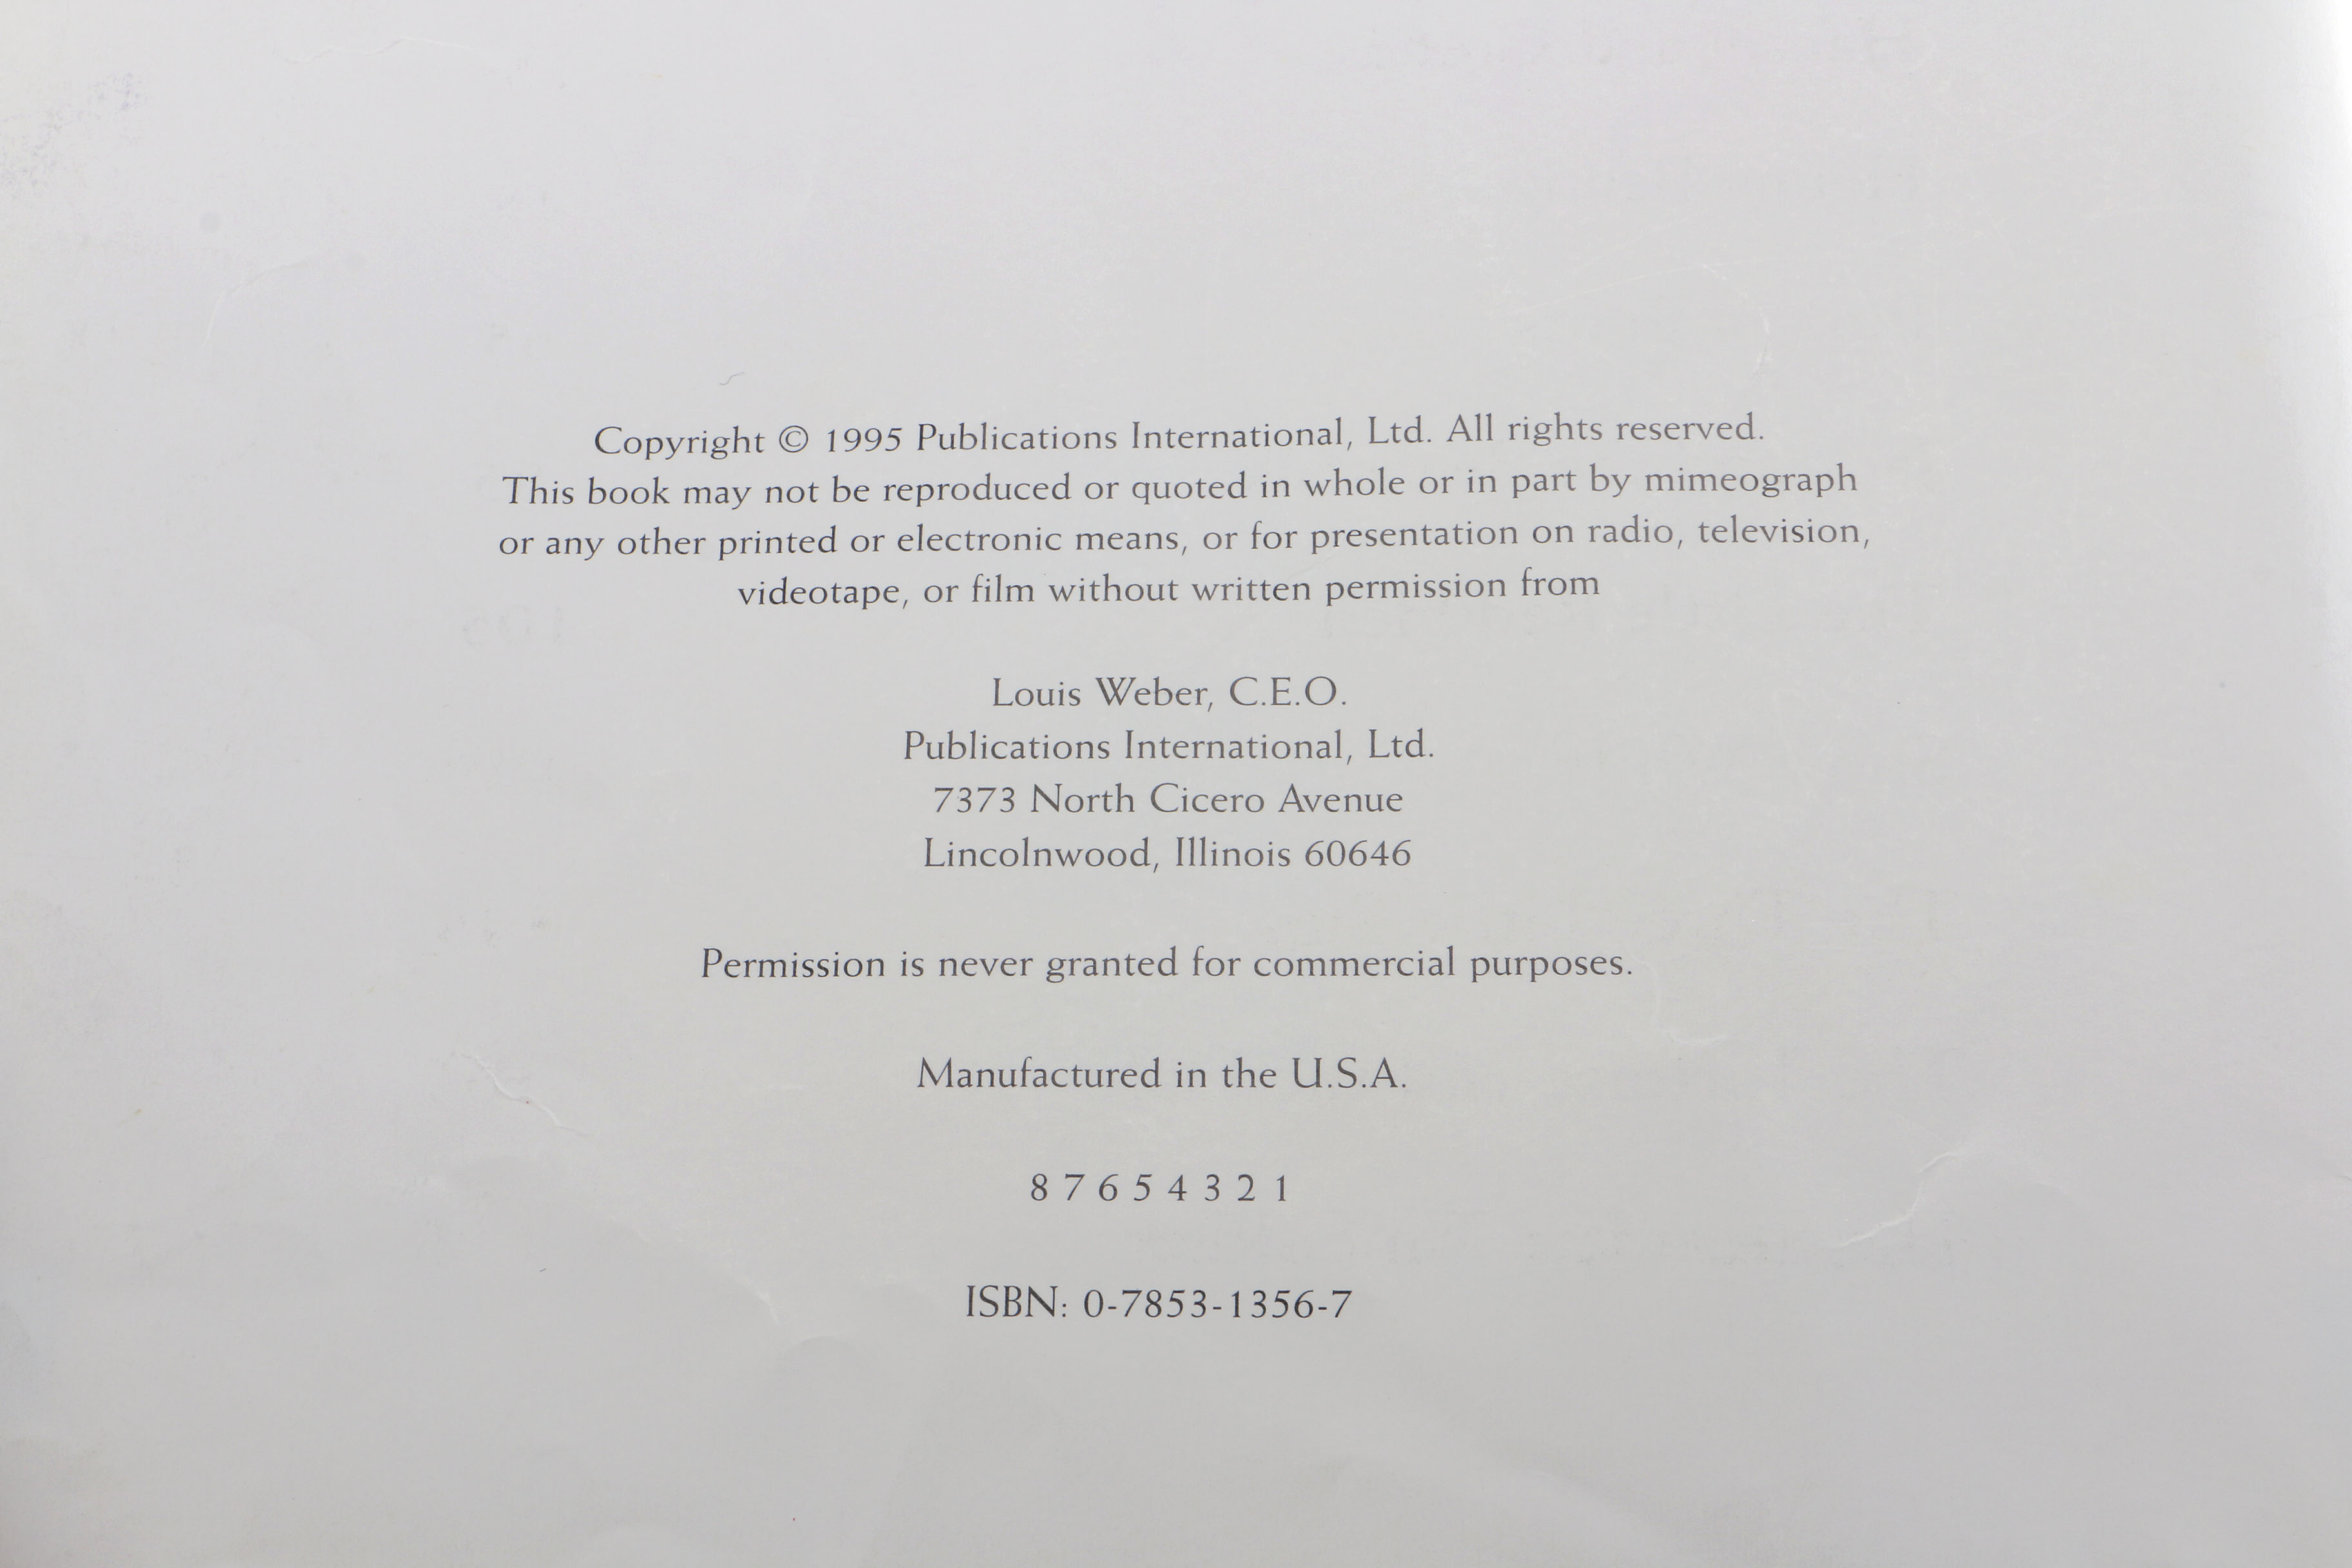 Copyright © 1995 Publications International, Ltd. All rights reserved.
This book may not be reproduced or quoted in whole or in part by mimeograph
or any other printed or electronic means, or for presentation on radio, television,
videotape, or film without written permission from
Louis Weber, C.E.O.
Publications International, Ltd.
7373 North Cicero Avenue
Lincolnwood, Illinois 60646
Permission is never granted for commercial purposes.
Manufactured in the U.S.A.
8 7 6 5 4 3 2 1
ISBN: 0-7853-1356-7